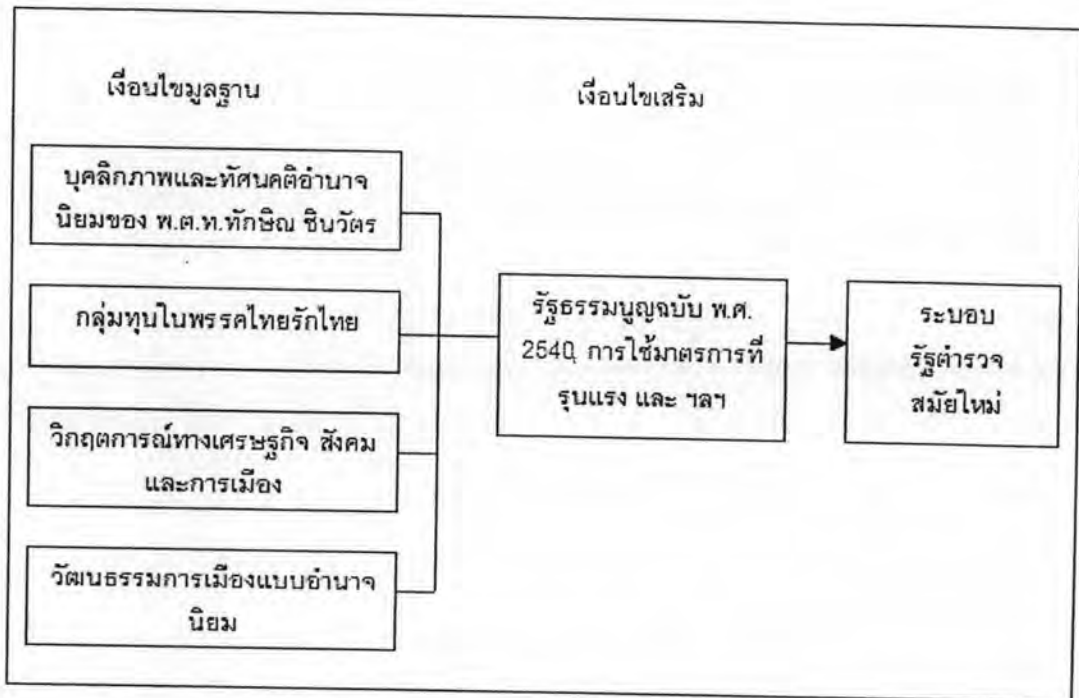 เงื่อนไขมูลฐาน
เงื่อนไขเสริม
บุคลิกภาพและทัศนคติอำนาจ
นิยมของ พ.ต.ท.ทักษิณ ชินวัตร
กลุ่มทุนในพรรคไทยรักไทย
วิกฤตการณ์ทางเศรษฐกิจ สังคม
และการเมือง
วัฒนธรรมการเมืองแบบอำนาจ
นิยม
รัฐธรรมนูญฉบับ พ.ศ.
2540, การใช้มาตรการที่
รุนแรง และ ฯลฯ
ระบอบ
รัฐตำรวจ
สมัยใหม่